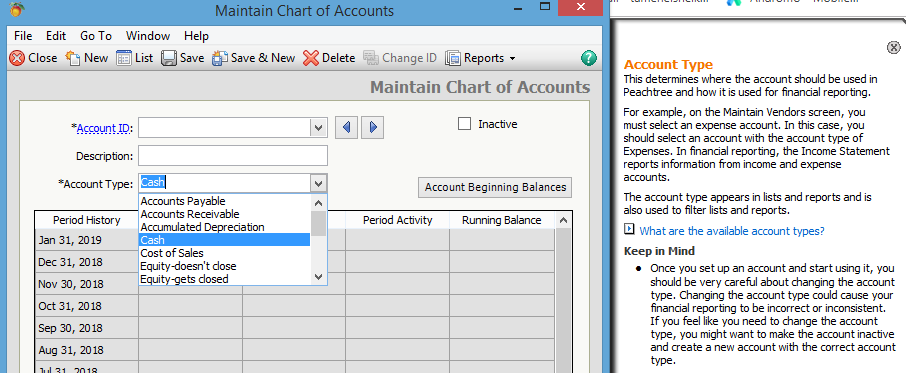 Maintain Chart of Accounts
File Edit Go To Window Help
Close New List Save Save & New Delete Change ID Reports
Maintain Chart of Accounts
*Account ID:
Inactive
Description:
*Account Type: Cash
Account Beginning Balances
Accounts Payable
Accounts Receivable
Accumulated Depreciation
Cash
Cost of Sales
Equity-doesn't close
Equity-gets closed
Period History Period Activity Running Balance
Jan 31, 2019
Dec 31, 2018
Nov 30, 2018
Oct 31, 2018
Sep 30, 2018
Aug 31, 2018
Jul 31, 2018
Account Type
This determines where the account should be used in
Peachtree and how it is used for financial reporting.
For example, on the Maintain Vendors screen, you
must select an expense account. In this case, you
should select an account with the account type of
Expenses. In financial reporting, the Income Statement
reports information from income and expense
accounts.
The account type appears in lists and reports and is
also used to filter lists and reports.
What are the available account types?
Keep in Mind
• Once you set up an account and start using it, you
should be very careful about changing the account
type. Changing the account type could cause your
financial reporting to be incorrect or inconsistent.
If you feel like you need to change the account
type, you might want to make the account inactive
and create a new account with the correct account
type.